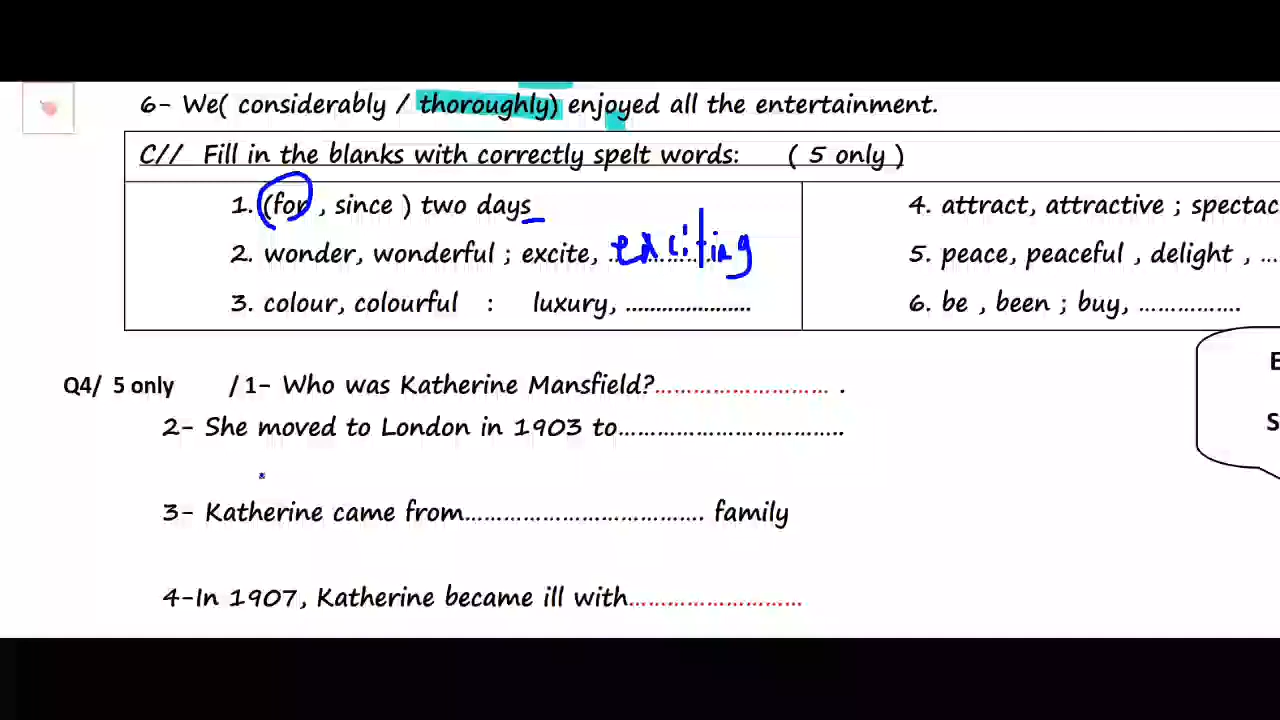 6- We( considerably / thoroughly) enjoyed all the entertainment.
C// Fill in the blanks with correctly spelt words: ( 5 only )
1. (for , since ) two days
2. wonder, wonderful ; excite, exciting
3. colour, colourful : luxury, .....................
4. attract, attractive ; spectac
5. peace, peaceful , delight , ...
6. be , been ; buy, ...............
Q4/ 5 only / 1- Who was Katherine Mansfield?............................ .
2- She moved to London in 1903 to...................................
3- Katherine came from..................................... family
4-In 1907, Katherine became ill with...........................
E
S